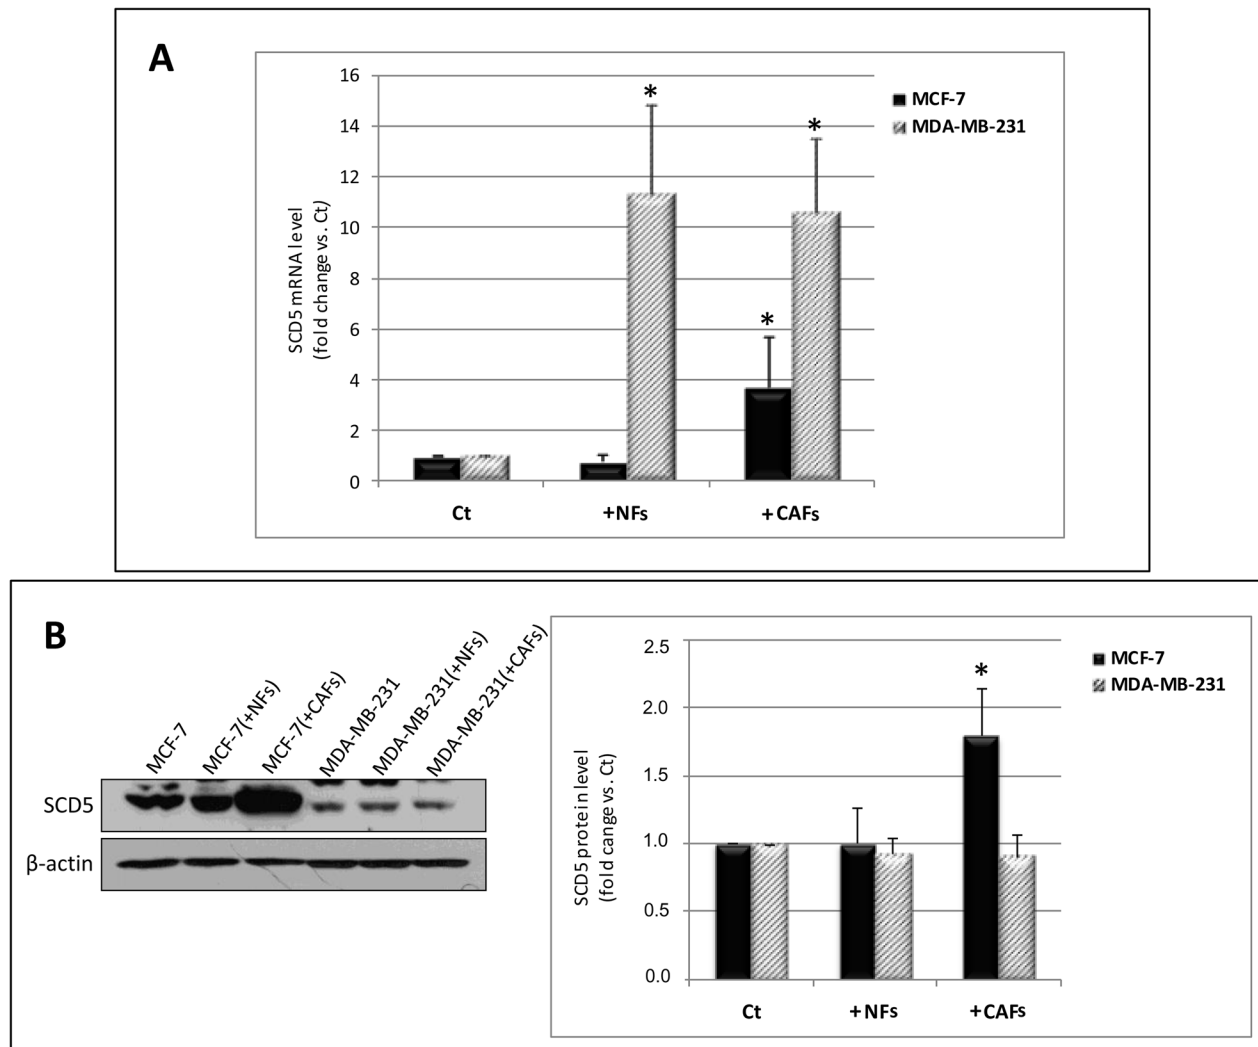 A
16
14
12
10
8
6
4
2
0
SCD5 mRNA level
(fold change vs. Ct)
*
*
*
MCF-7
MDA-MB-231
Ct
+NFs
+CAFs
B
MCF-7
MCF-7(+NFs)
MCF-7(+CAFs)
MDA-MB-231
MDA-MB-231(+NFs)
MDA-MB-231(+CAFs)
SCD5
β-actin
2.5
2.0
1.5
1.0
0.5
0.0
SCD5 protein level
(fold cange vs. Ct)
*
MCF-7
MDA-MB-231
Ct
+NFs
+CAFs